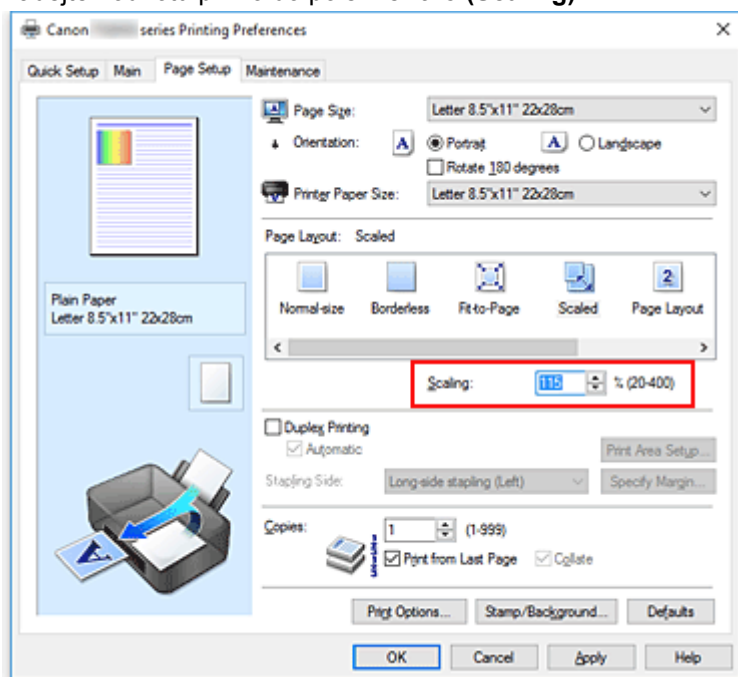 Canon series Printing Preferences
Quick Setup Main Page Setup Maintenance
Page Size: Letter 8.5"x11" 22x28cm
Orientation: A Portrait A Landscape
Rotate 180 degrees
Printer Paper Size: Letter 8.5"x11" 22x28cm
Page Layout: Scaled
Normal-size Borderless Fit-to-Page Scaled Page Layout
Plain Paper
Letter 8.5"x11" 22x28cm
Scaling: 115 % (20-400)
Duplex Printing
Automatic
Print Area Setup...
Stapling Side: Long-side stapling (Left) Specify Margin...
Copies: 1 (1-999)
Print from Last Page Collate
Print Options... Stamp/Background... Defaults
OK Cancel Apply Help